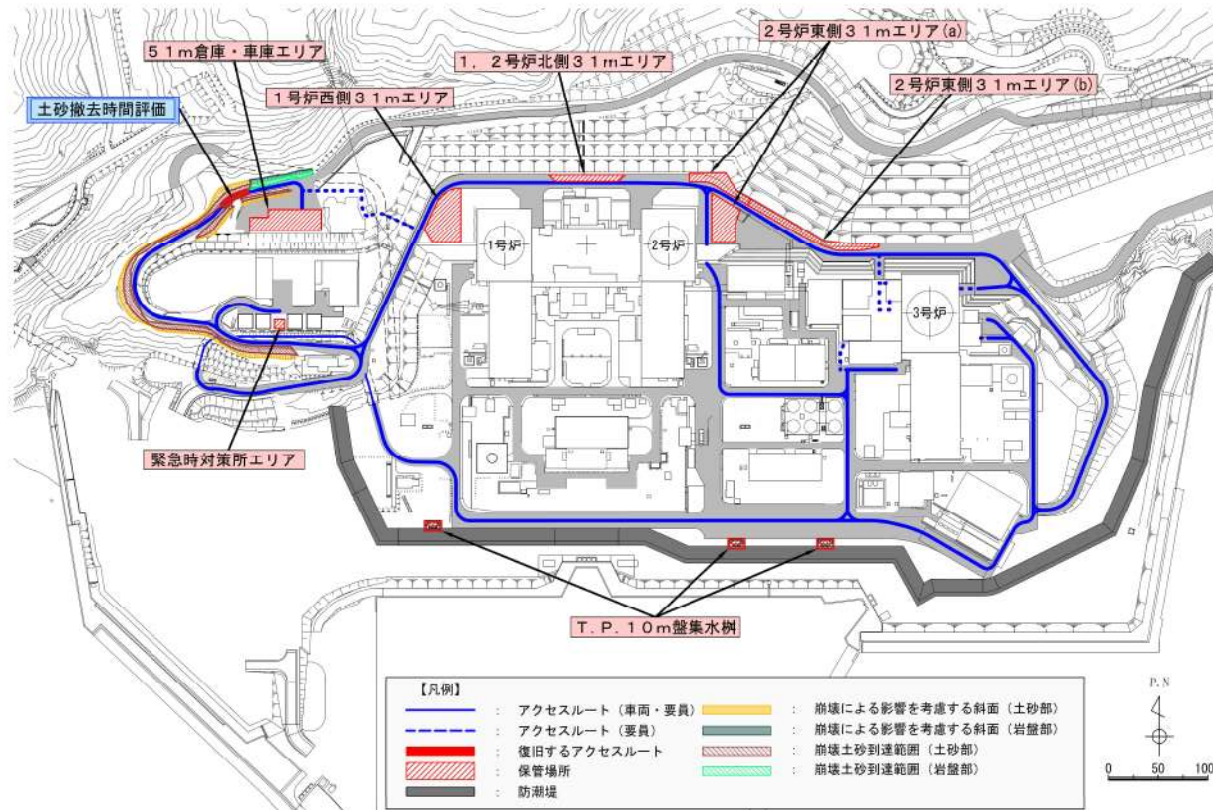 2号炉東側31mエリア(a)
51m倉庫・車庫エリア
1,2号炉北側31mエリア
2号炉東側31mエリア(b)
1号炉西側31mエリア
土砂撤去時間評価
1号炉
2号炉
3号炉
緊急時対策所エリア
T.P.10m盤集水桝
【凡例】
: アクセスルート(車両・要員)
: アクセスルート(要員)
: 復旧するアクセスルート
: 保管場所
: 防潮堤
: 崩壊による影響を考慮する斜面(土砂部)
: 崩壊による影響を考慮する斜面(岩盤部)
: 崩壊土砂到達範囲(土砂部)
: 崩壊土砂到達範囲(岩盤部)
P.N
0 50 100